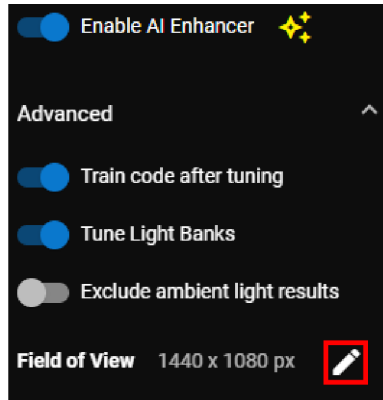 Enable AI Enhancer
Advanced
Train code after tuning
Tune Light Banks
Exclude ambient light results
Field of View 1440 x 1080 px